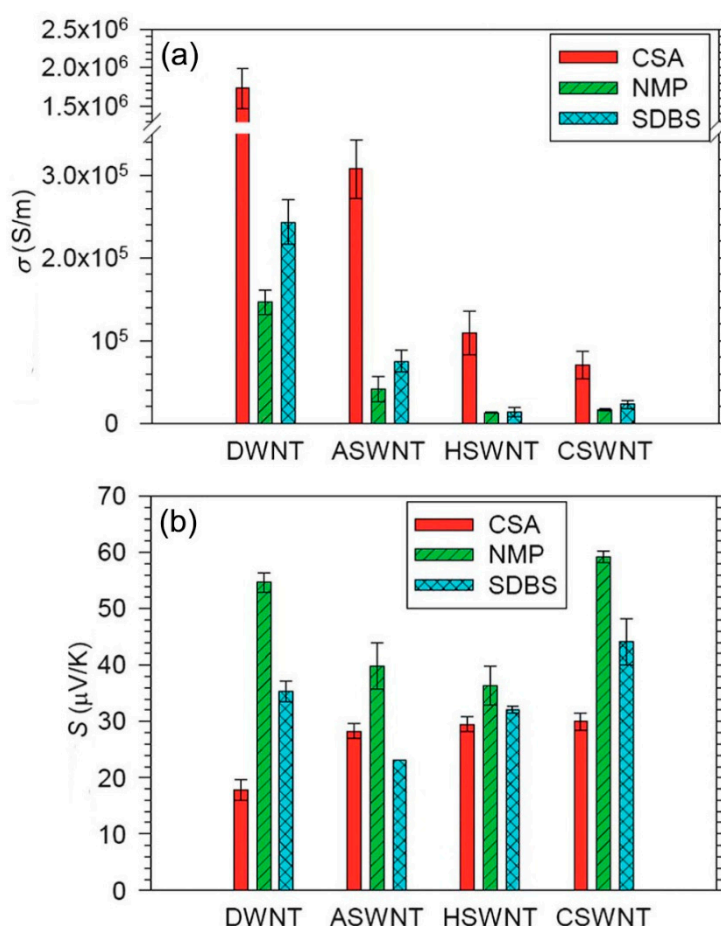 (a)
CSA
NMP
SDBS
2.5x10⁶
2.0x10⁶
1.5x10⁶
3.0x10⁵
2.0x10⁵
10⁵
0
σ (S/m)
DWNT ASWNT HSWNT CSWNT
(b)
CSA
NMP
SDBS
70
60
50
40
30
20
10
0
S (μV/K)
DWNT ASWNT HSWNT CSWNT